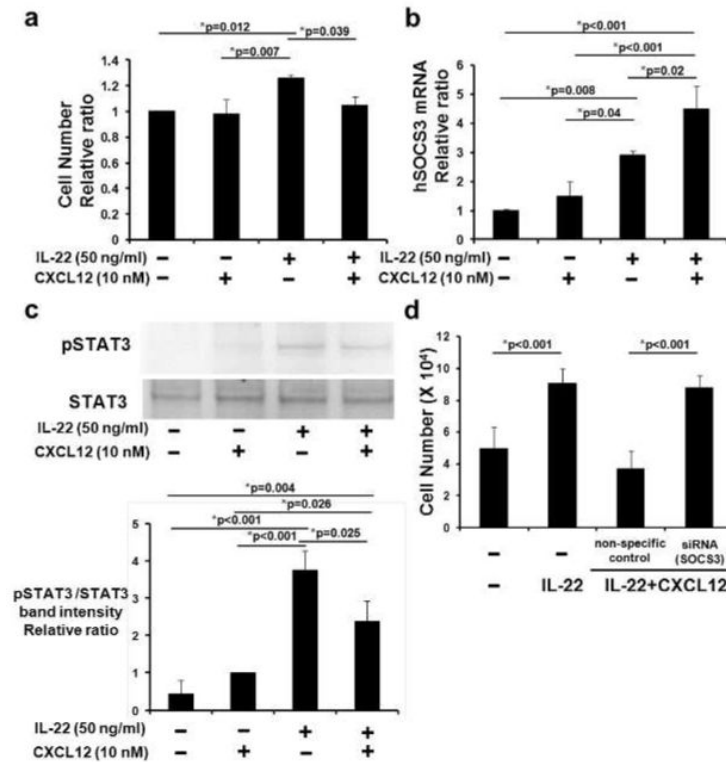 a
*p=0.012
*p=0.039
*p=0.007
Cell Number
Relative ratio
1.4
1.2
1
0.8
0.6
0.4
0.2
0
IL-22 (50 ng/ml) − − + +
CXCL12 (10 nM) − + − +
b
*p<0.001
*p<0.001
*p=0.02
*p=0.008
*p=0.04
hSOCS3 mRNA
Relative ratio
6
5
4
3
2
1
0
IL-22 (50 ng/ml) − − + +
CXCL12 (10 nM) − + − +
c
pSTAT3
STAT3
IL-22 (50 ng/ml) − − + +
CXCL12 (10 nM) − + − +
*p=0.004
*p=0.026
*p<0.001
*p<0.001
*p=0.025
pSTAT3/STAT3
band intensity
Relative ratio
5
4
3
2
1
0
IL-22 (50 ng/ml) − − + +
CXCL12 (10 nM) − + − +
d
*p<0.001
*p<0.001
Cell Number (X 10⁴)
12
10
8
6
4
2
0
− − non-specific control siRNA (SOCS3)
− IL-22 IL-22+CXCL12